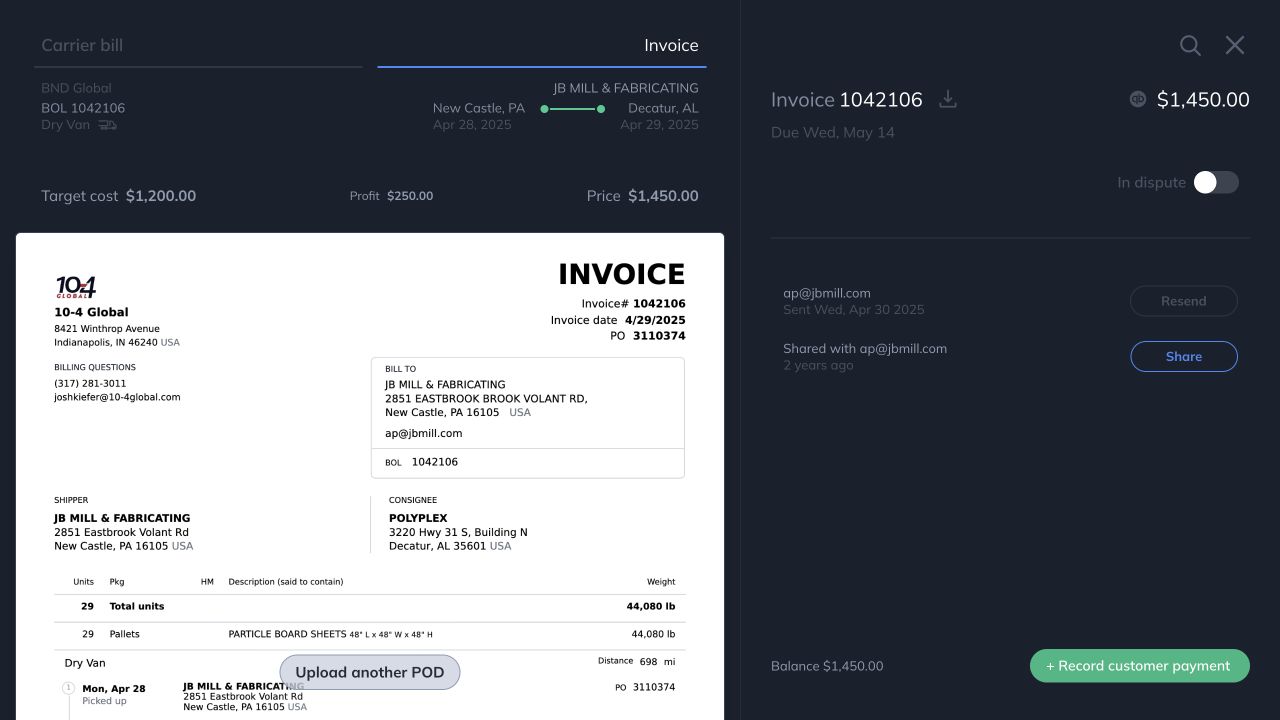 Carrier bill
Invoice
BND Global
BOL 1042106
Dry Van
JB MILL & FABRICATING
New Castle, PA
Decatur, AL
Apr 28, 2025
Apr 29, 2025
Target cost $1,200.00
Profit $250.00
Price $1,450.00
10-4
GLOBAL
10-4 Global
8421 Winthrop Avenue
Indianapolis, IN 46240 USA
BILLING QUESTIONS
(317) 281-3011
joshkiefer@10-4global.com
INVOICE
Invoice# 1042106
Invoice date 4/29/2025
PO 3110374
BILL TO
JB MILL & FABRICATING
2851 EASTBROOK BROOK VOLANT RD,
New Castle, PA 16105 USA
ap@jbmill.com
BOL 1042106
SHIPPER
JB MILL & FABRICATING
2851 Eastbrook Volant Rd
New Castle, PA 16105 USA
CONSIGNEE
POLYPLEX
3220 Hwy 31 S, Building N
Decatur, AL 35601 USA
Units Pkg HM Description (said to contain) Weight
29 Total units 44,080 lb
29 Pallets PARTICLE BOARD SHEETS 48" L x 48" W x 48" H 44,080 lb
Dry Van Distance 698 mi
Upload another POD
1 Mon, Apr 28 JB MILL & FABRICATING PO 3110374
Picked up 2851 Eastbrook Volant Rd
New Castle, PA 16105 USA
Invoice 1042106
qb $1,450.00
Due Wed, May 14
In dispute
ap@jbmill.com
Sent Wed, Apr 30 2025
Resend
Shared with ap@jbmill.com
2 years ago
Share
Balance $1,450.00
+ Record customer payment